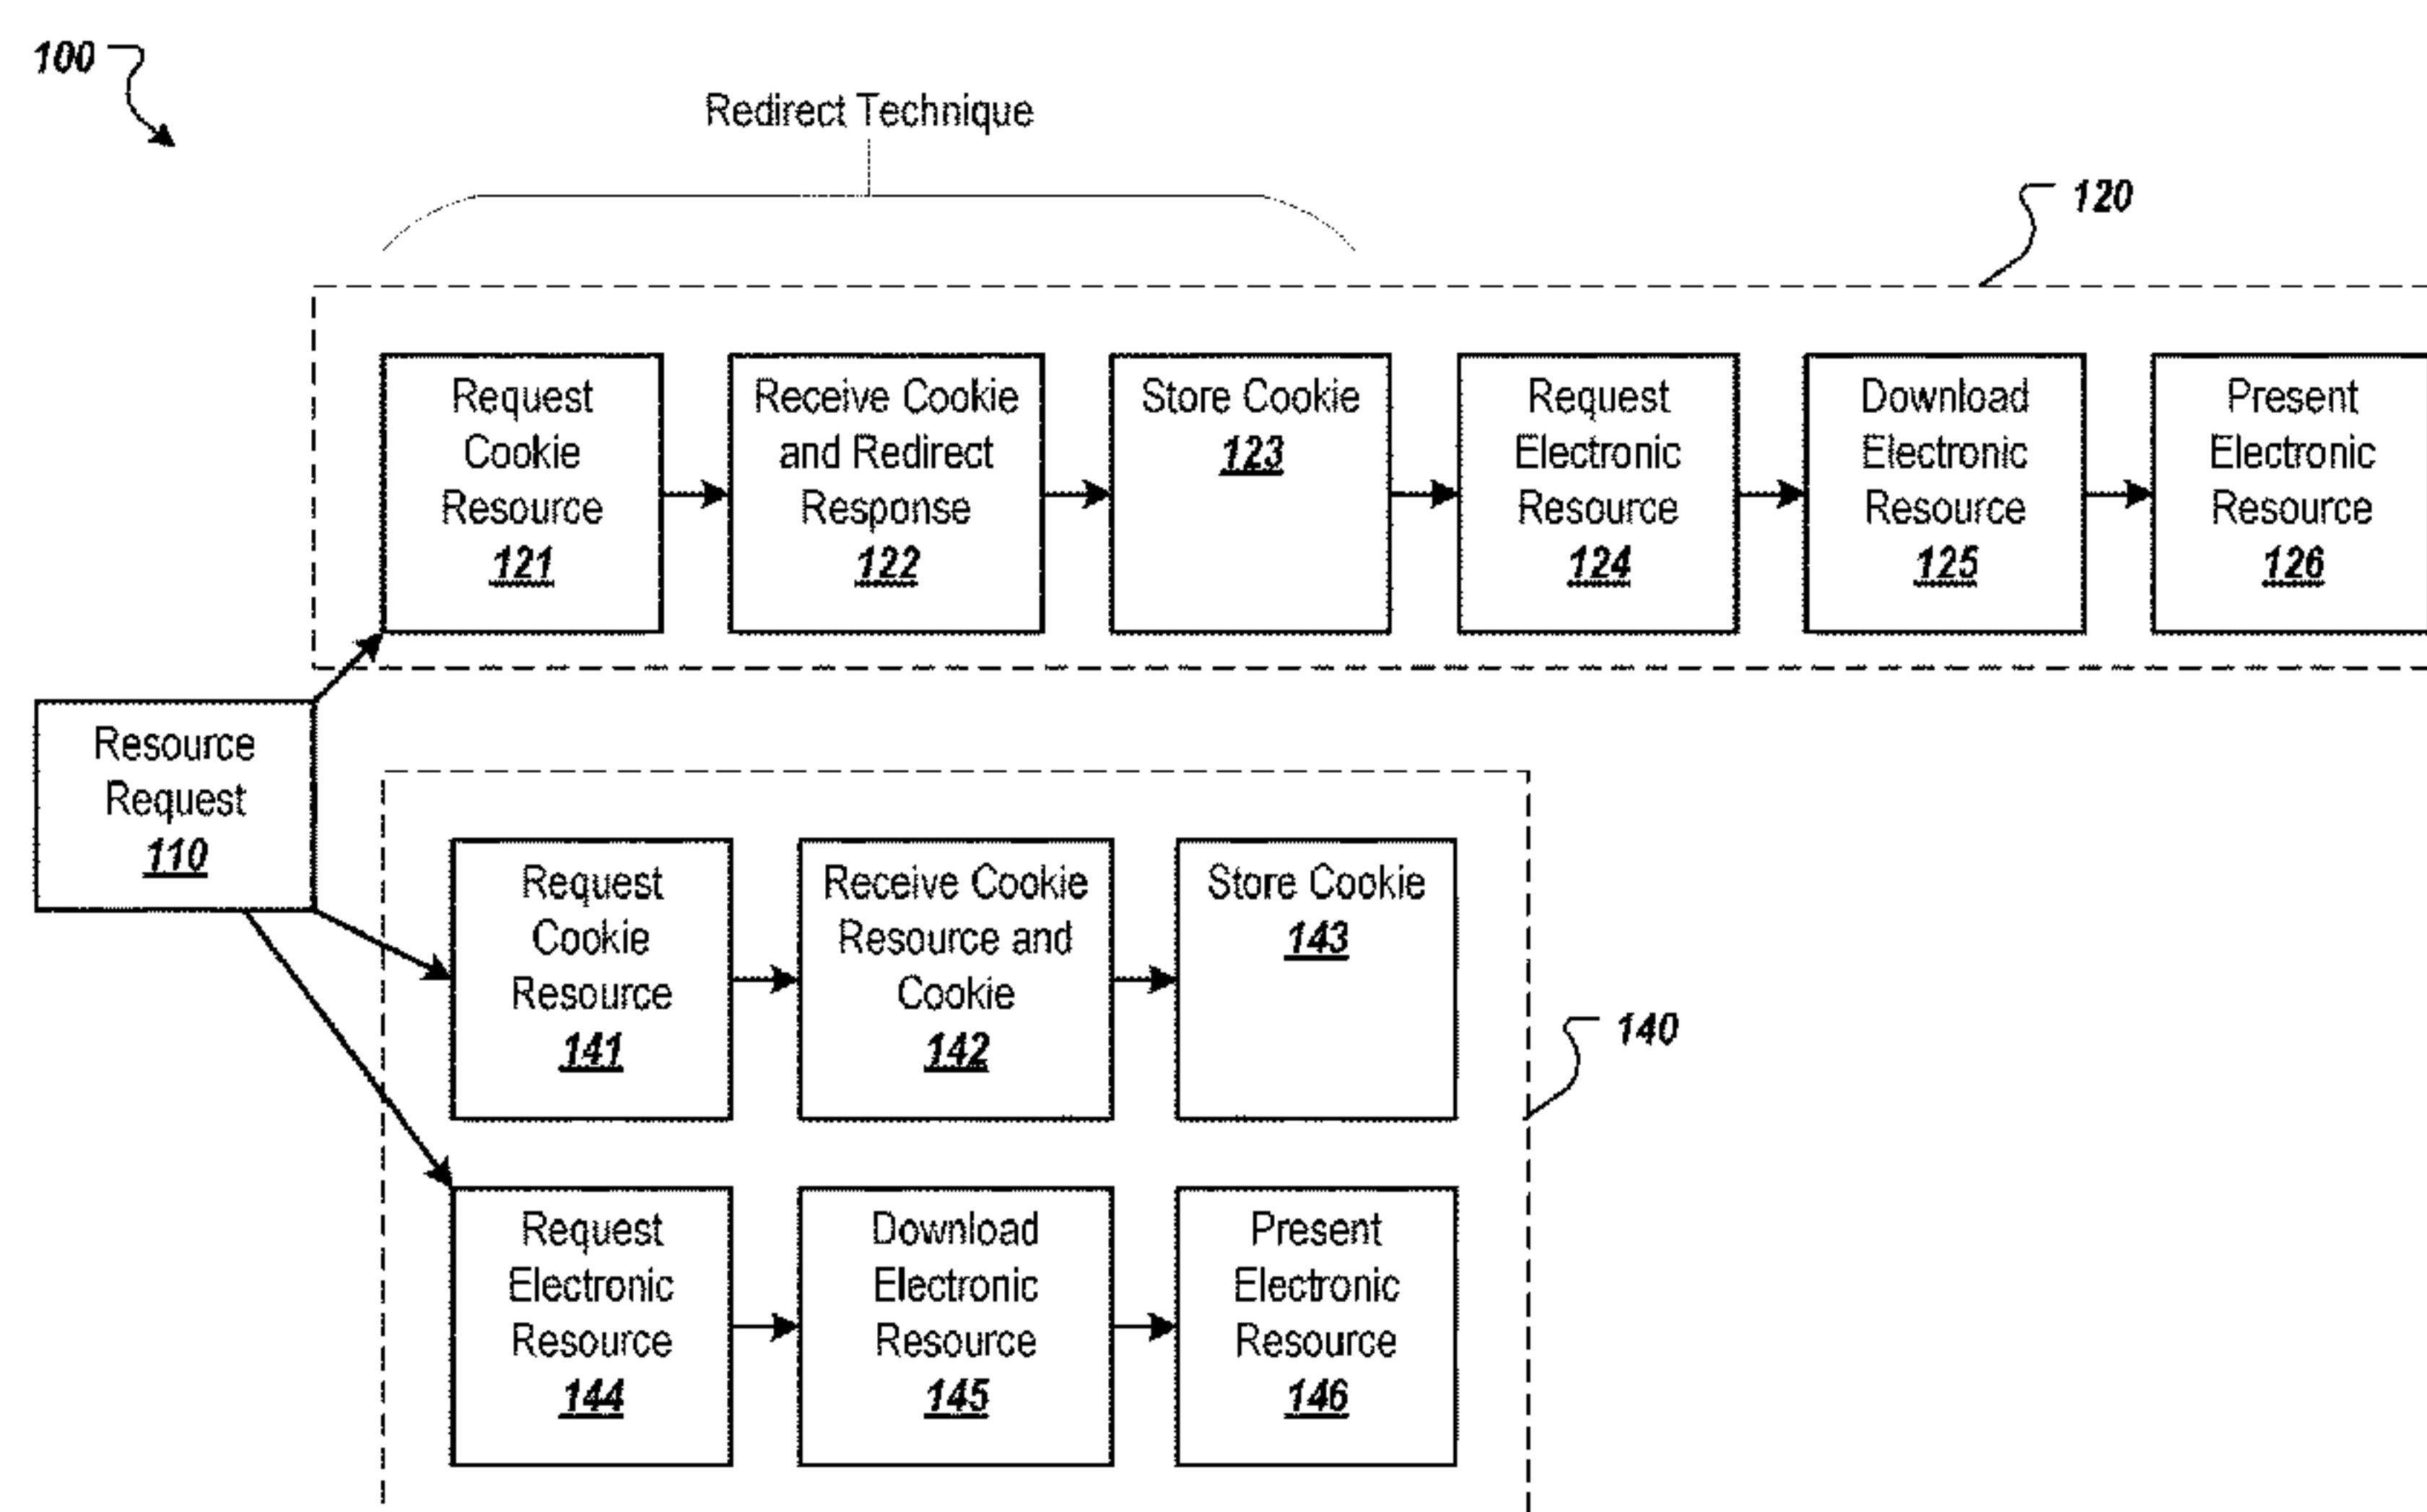 100
Redirect Technique
120
Request
Cookie
Resource
121
Receive Cookie
and Redirect
Response
122
Store Cookie
123
Request
Electronic
Resource
124
Download
Electronic
Resource
125
Present
Electronic
Resource
126
Resource
Request
110
Request
Cookie
Resource
141
Receive Cookie
Resource and
Cookie
142
Store Cookie
143
140
Request
Electronic
Resource
144
Download
Electronic
Resource
145
Present
Electronic
Resource
146